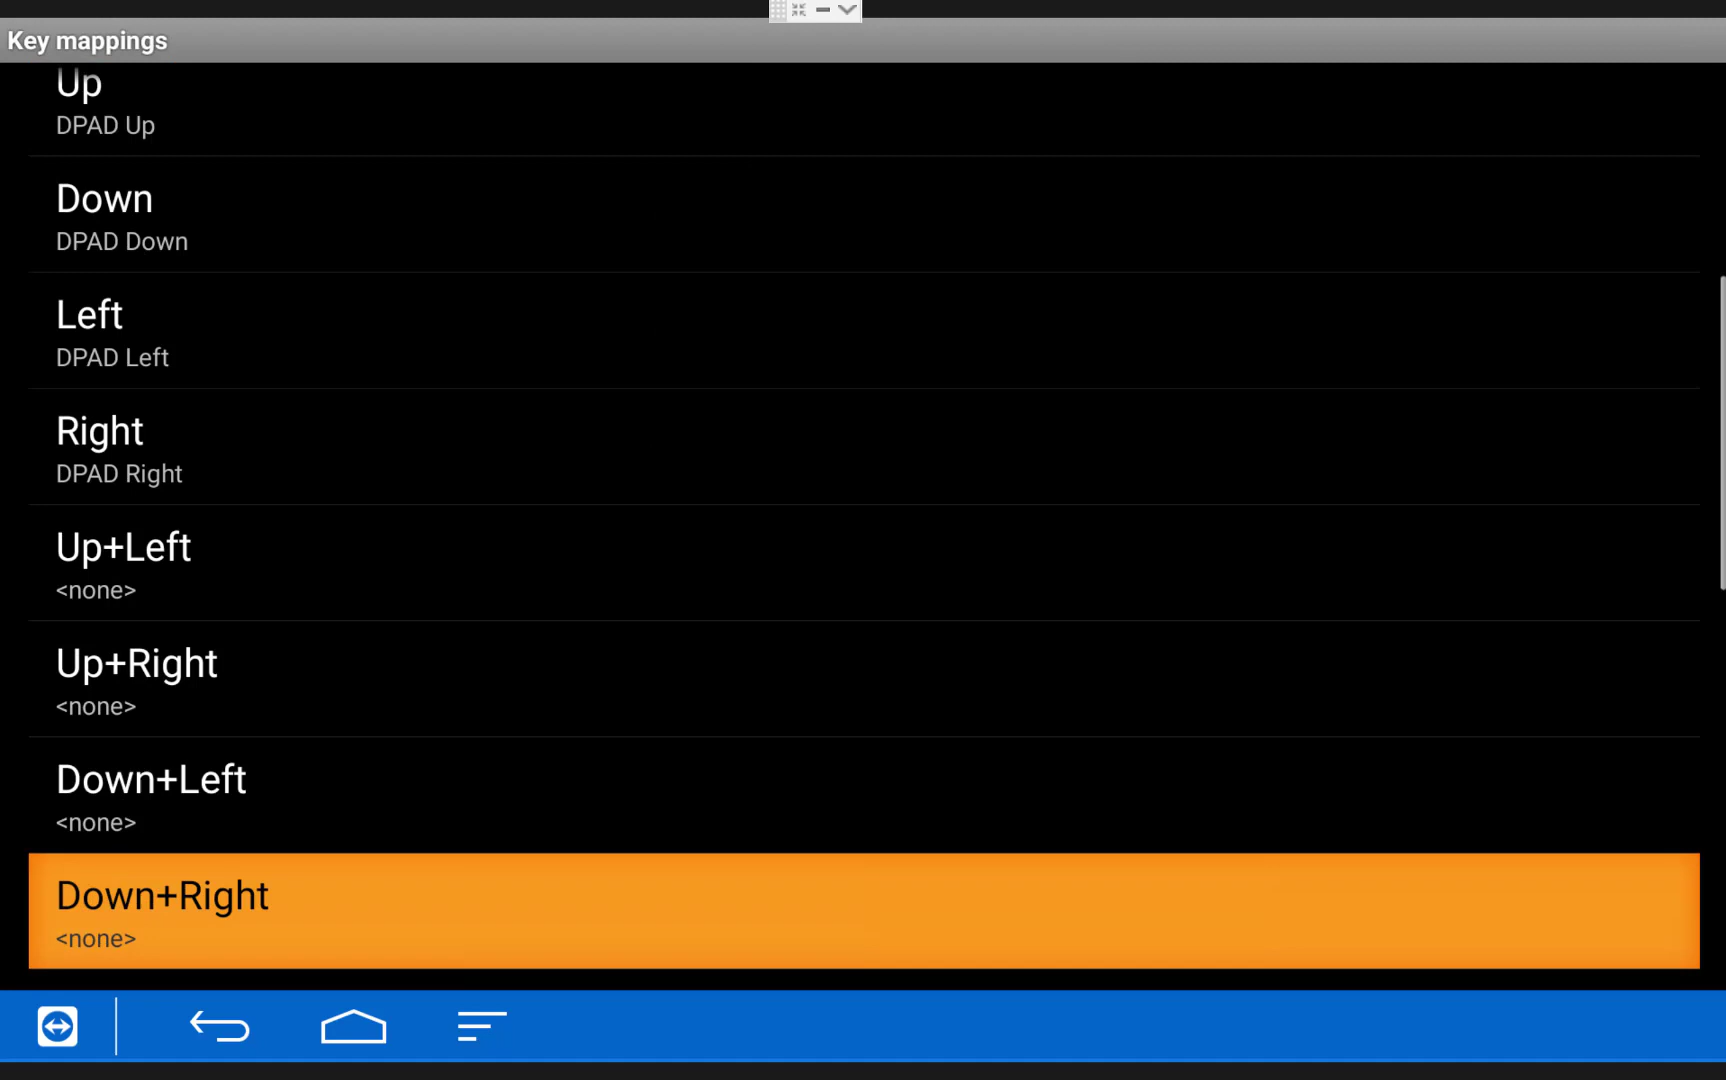 Key mappings
Up
DPAD Up
Down
DPAD Down
Left
DPAD Left
Right
DPAD Right
Up+Left
<none>
Up+Right
<none>
Down+Left
<none>
Down+Right
<none>